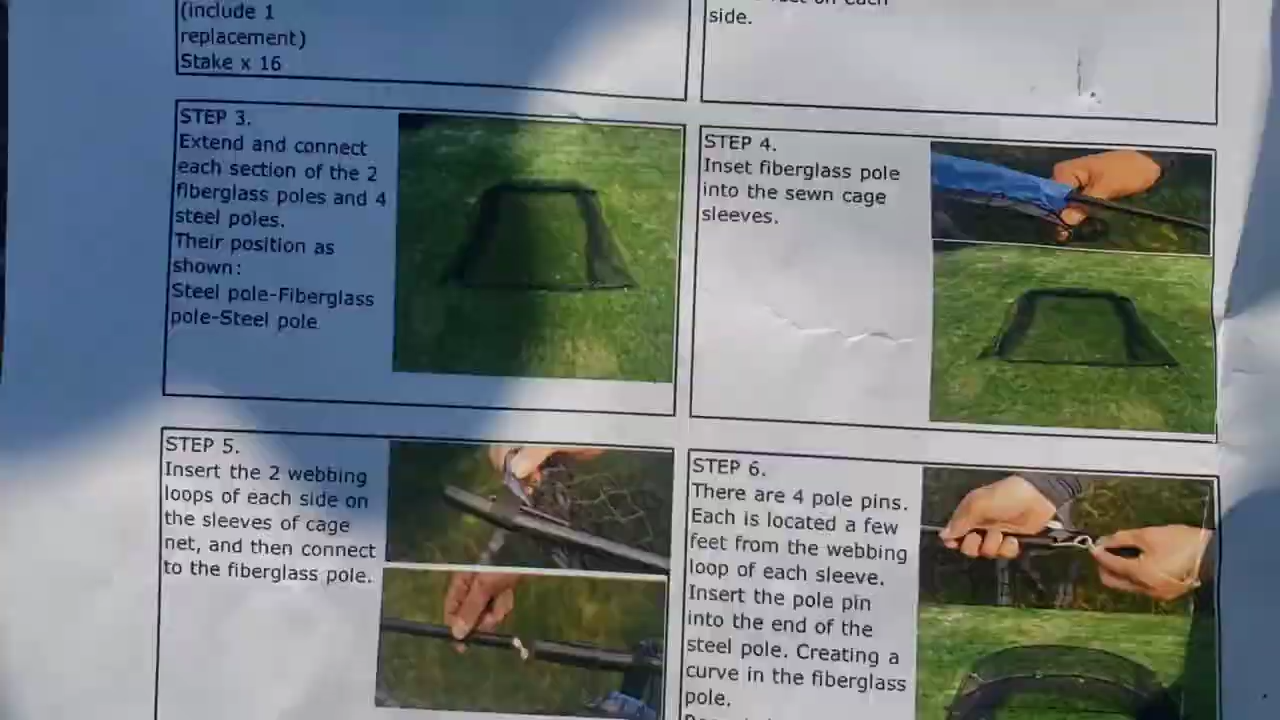 (include 1
replacement)
Stake x 16
each
side.
STEP 3.
Extend and connect
each section of the 2
fiberglass poles and 4
steel poles.
Their position as
shown:
Steel pole-Fiberglass
pole-Steel pole
STEP 4.
Inset fiberglass pole
into the sewn cage
sleeves.
STEP 5.
Insert the 2 webbing
loops of each side on
the sleeves of cage
net, and then connect
to the fiberglass pole.
STEP 6.
There are 4 pole pins.
Each is located a few
feet from the webbing
loop of each sleeve.
Insert the pole pin
into the end of the
steel pole. Creating a
curve in the fiberglass
pole.